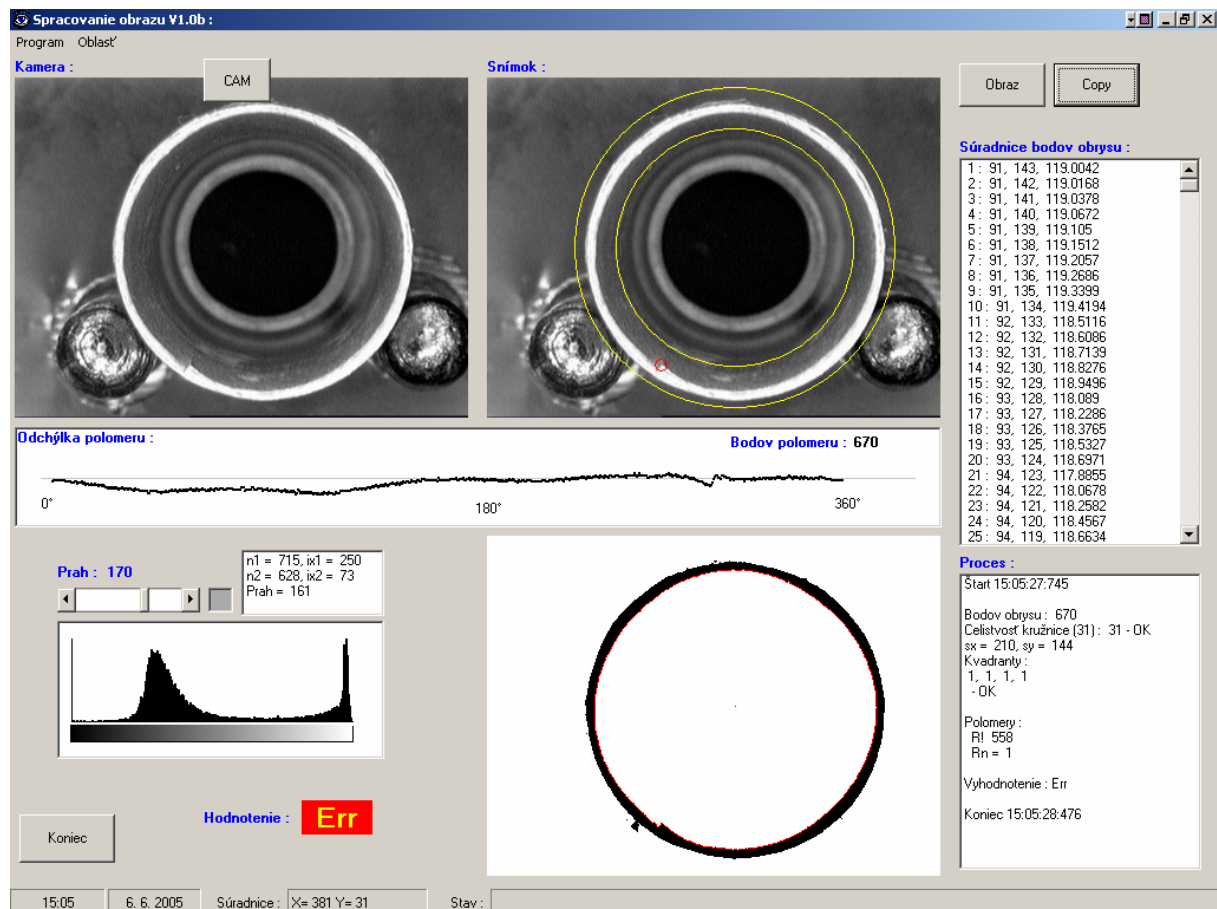 Spracovanie obrazu V1.0b :
Program Oblasť
Kamera :
CAM
Snímok :
Obraz
Copy
Súradnice bodov obrysu :
1 : 91, 143, 119.0042
2 : 91, 142, 119.0168
3 : 91, 141, 119.0378
4 : 91, 140, 119.0672
5 : 91, 139, 119.105
6 : 91, 138, 119.1512
7 : 91, 137, 119.2057
8 : 91, 136, 119.2686
9 : 91, 135, 119.3399
10 : 91, 134, 119.4194
11 : 92, 133, 118.5116
12 : 92, 132, 118.6086
13 : 92, 131, 118.7139
14 : 92, 130, 118.8276
15 : 92, 129, 118.9496
16 : 93, 128, 118.089
17 : 93, 127, 118.2286
18 : 93, 126, 118.3765
19 : 93, 125, 118.5327
20 : 93, 124, 118.6971
21 : 94, 123, 117.8855
22 : 94, 122, 118.0678
23 : 94, 121, 118.2582
24 : 94, 120, 118.4567
25 : 94, 119, 118.6634
Odchýlka polomeru :
Bodov polomeru : 670
0°
180°
360°
Prah : 170
n1 = 715, ix1 = 250
n2 = 628, ix2 = 73
Prah = 161
Proces :
Štart 15:05:27:745
Bodov obrysu : 670
Celistvosť kružnice (31) : 31 - OK
sx = 210, sy = 144
Kvadranty :
1, 1, 1, 1
- OK
Polomery :
R! 558
Rn = 1
Vyhodnotenie : Err
Koniec 15:05:28:476
Hodnotenie : Err
Koniec
15:05
6. 6. 2005
Súradnice : X= 381 Y= 31
Stav :